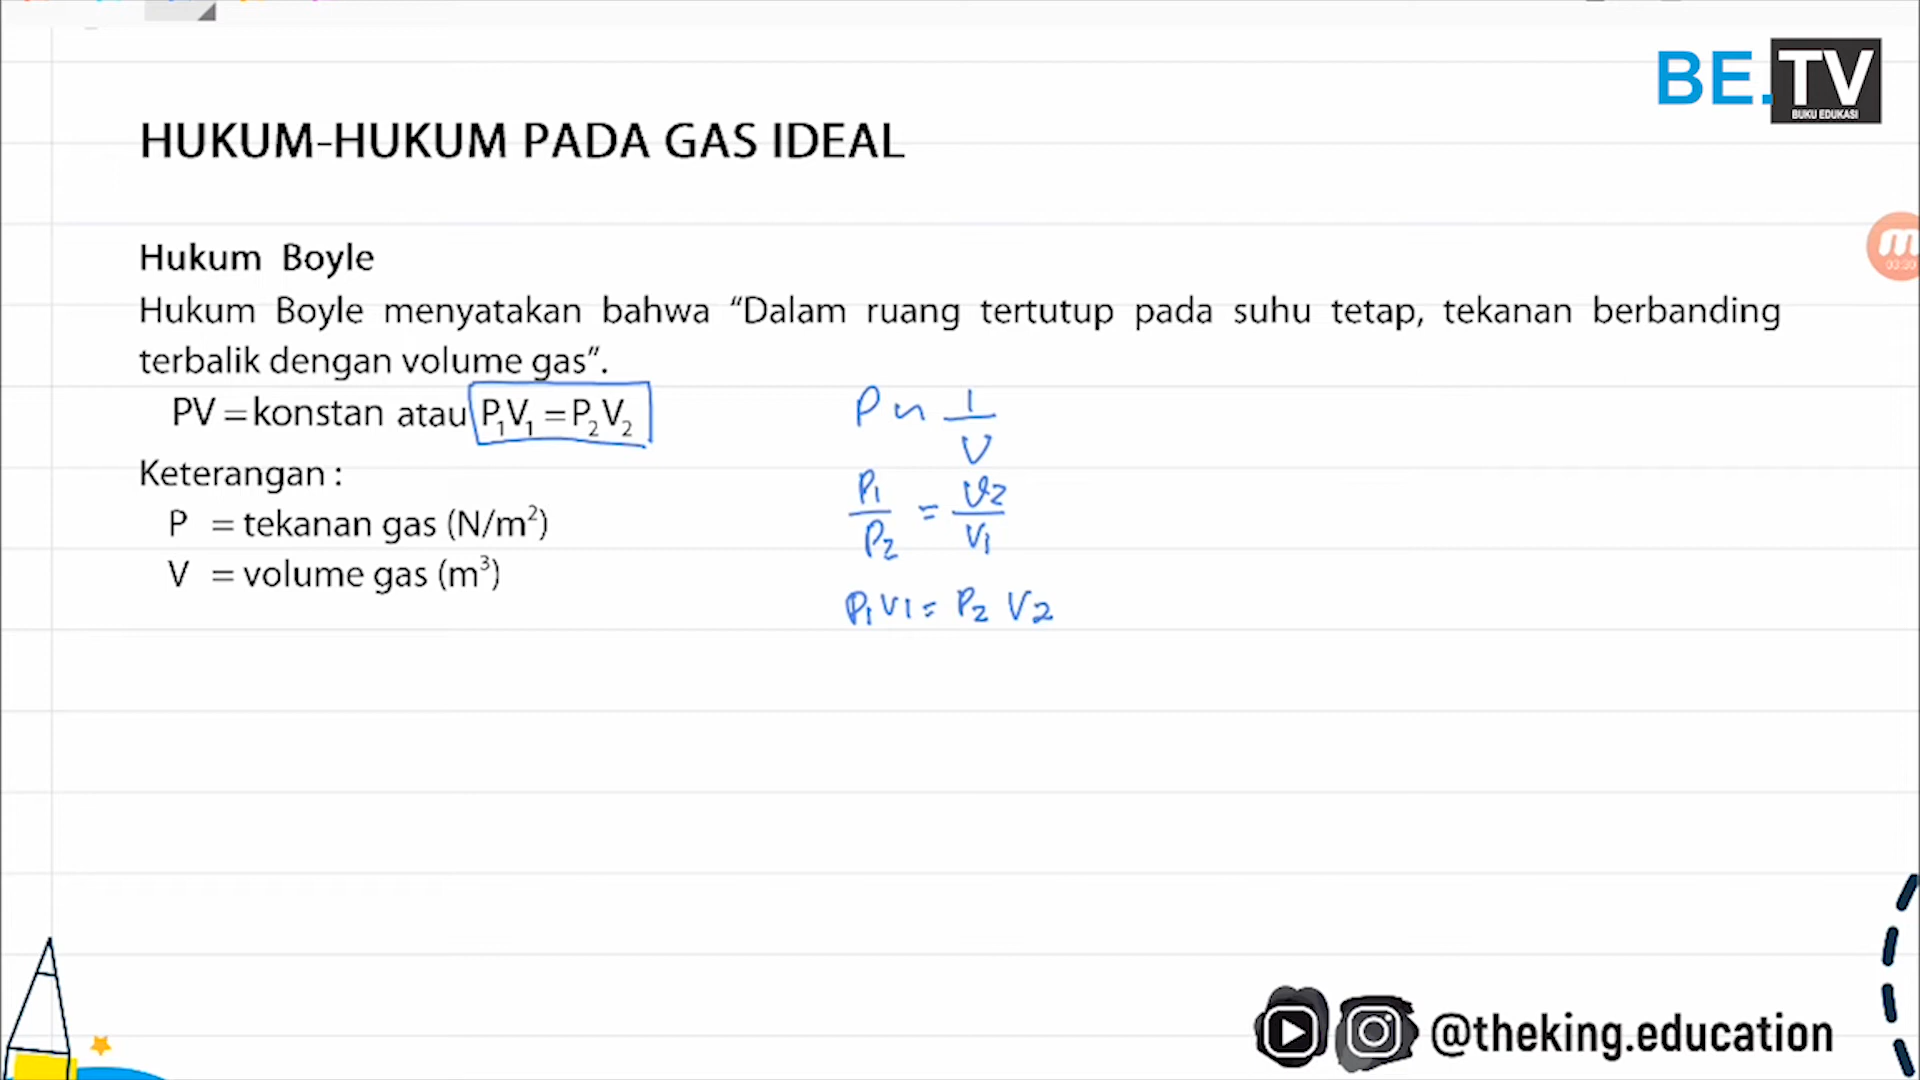 BE.TV
BUKU EDUKASI
HUKUM-HUKUM PADA GAS IDEAL
03:30
Hukum Boyle
Hukum Boyle menyatakan bahwa “Dalam ruang tertutup pada suhu tetap, tekanan berbanding
terbalik dengan volume gas”.
PV = konstan atau P₁V₁ = P₂V₂
Keterangan :
P = tekanan gas (N/m²)
V = volume gas (m³)
P ~ 1/V
P₁/P₂ = V₂/V₁
P₁V₁ = P₂ V₂
@theking.education